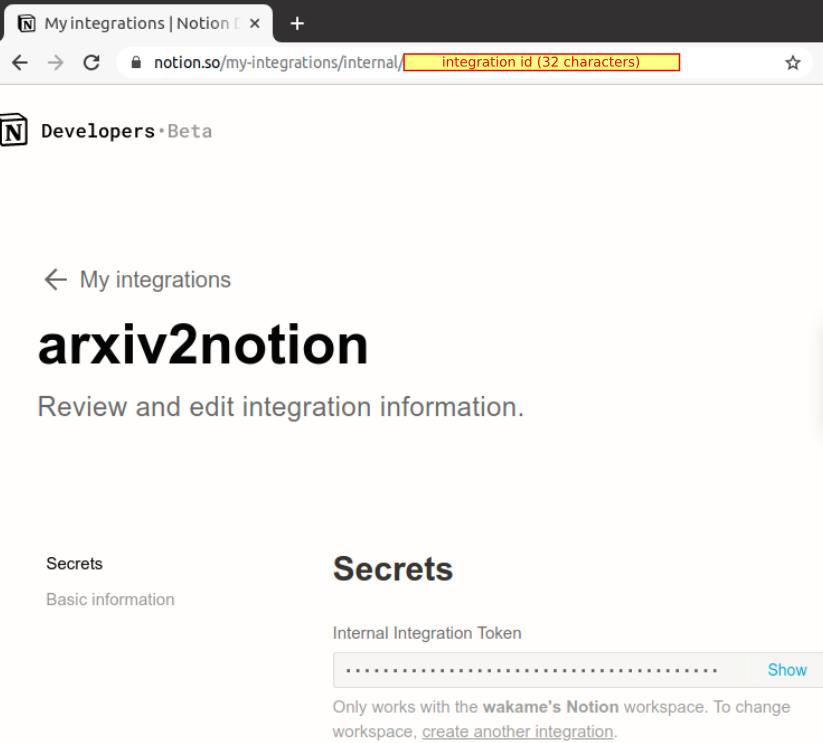 My integrations | Notion D
notion.so/my-integrations/internal/ integration id (32 characters)
N Developers·Beta
← My integrations
arxiv2notion
Review and edit integration information.
Secrets
Basic information
Secrets
Internal Integration Token
Show
Only works with the wakame's Notion workspace. To change
workspace, create another integration.